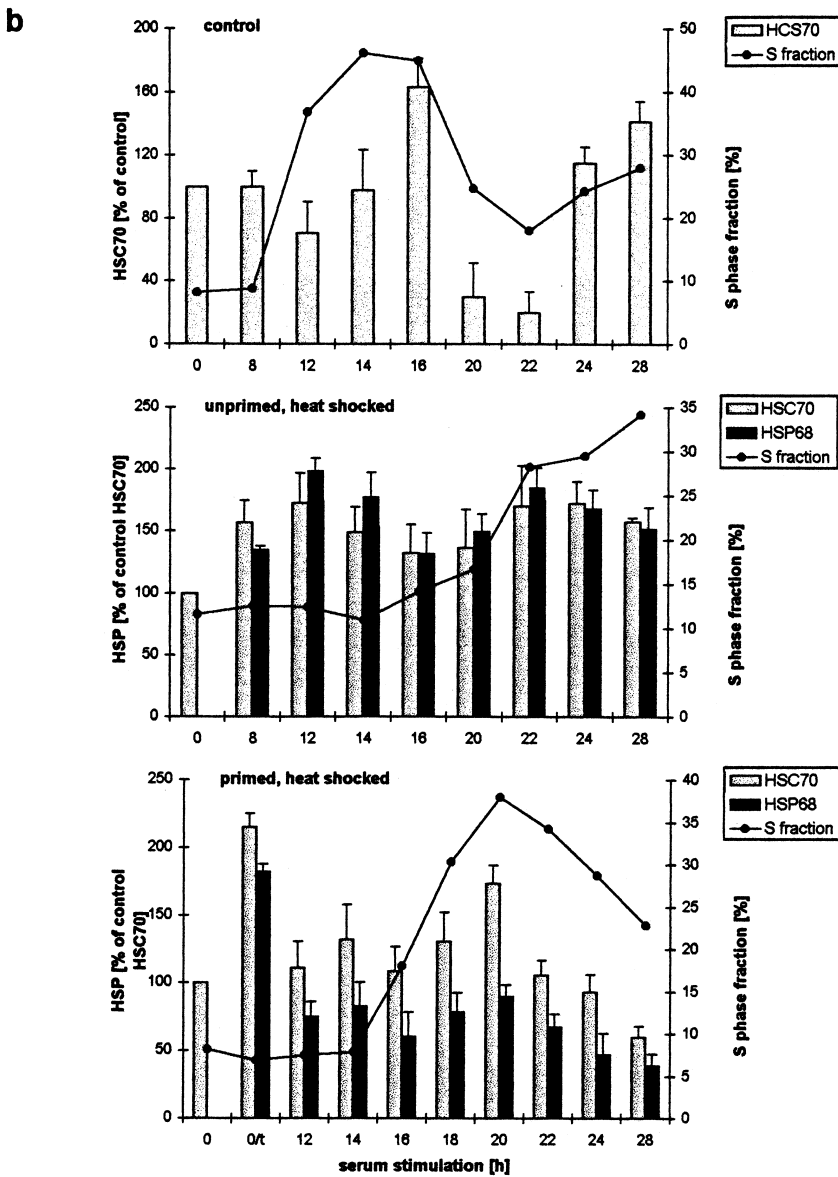 b
control
HCS70
S fraction
HSC70 [% of control]
200
160
120
80
40
0
S phase fraction [%]
50
40
30
20
10
0
0 8 12 14 16 20 22 24 28
unprimed, heat shocked
HSC70
HSP68
S fraction
HSP [% of control HSC70]
250
200
150
100
50
0
S phase fraction [%]
35
30
25
20
15
10
5
0
0 8 12 14 16 20 22 24 28
primed, heat shocked
HSC70
HSP68
S fraction
HSP [% of control
HSC70]
250
200
150
100
50
0
S phase fraction [%]
40
35
30
25
20
15
10
5
0
0 0/t 12 14 16 18 20 22 24 28
serum stimulation [h]